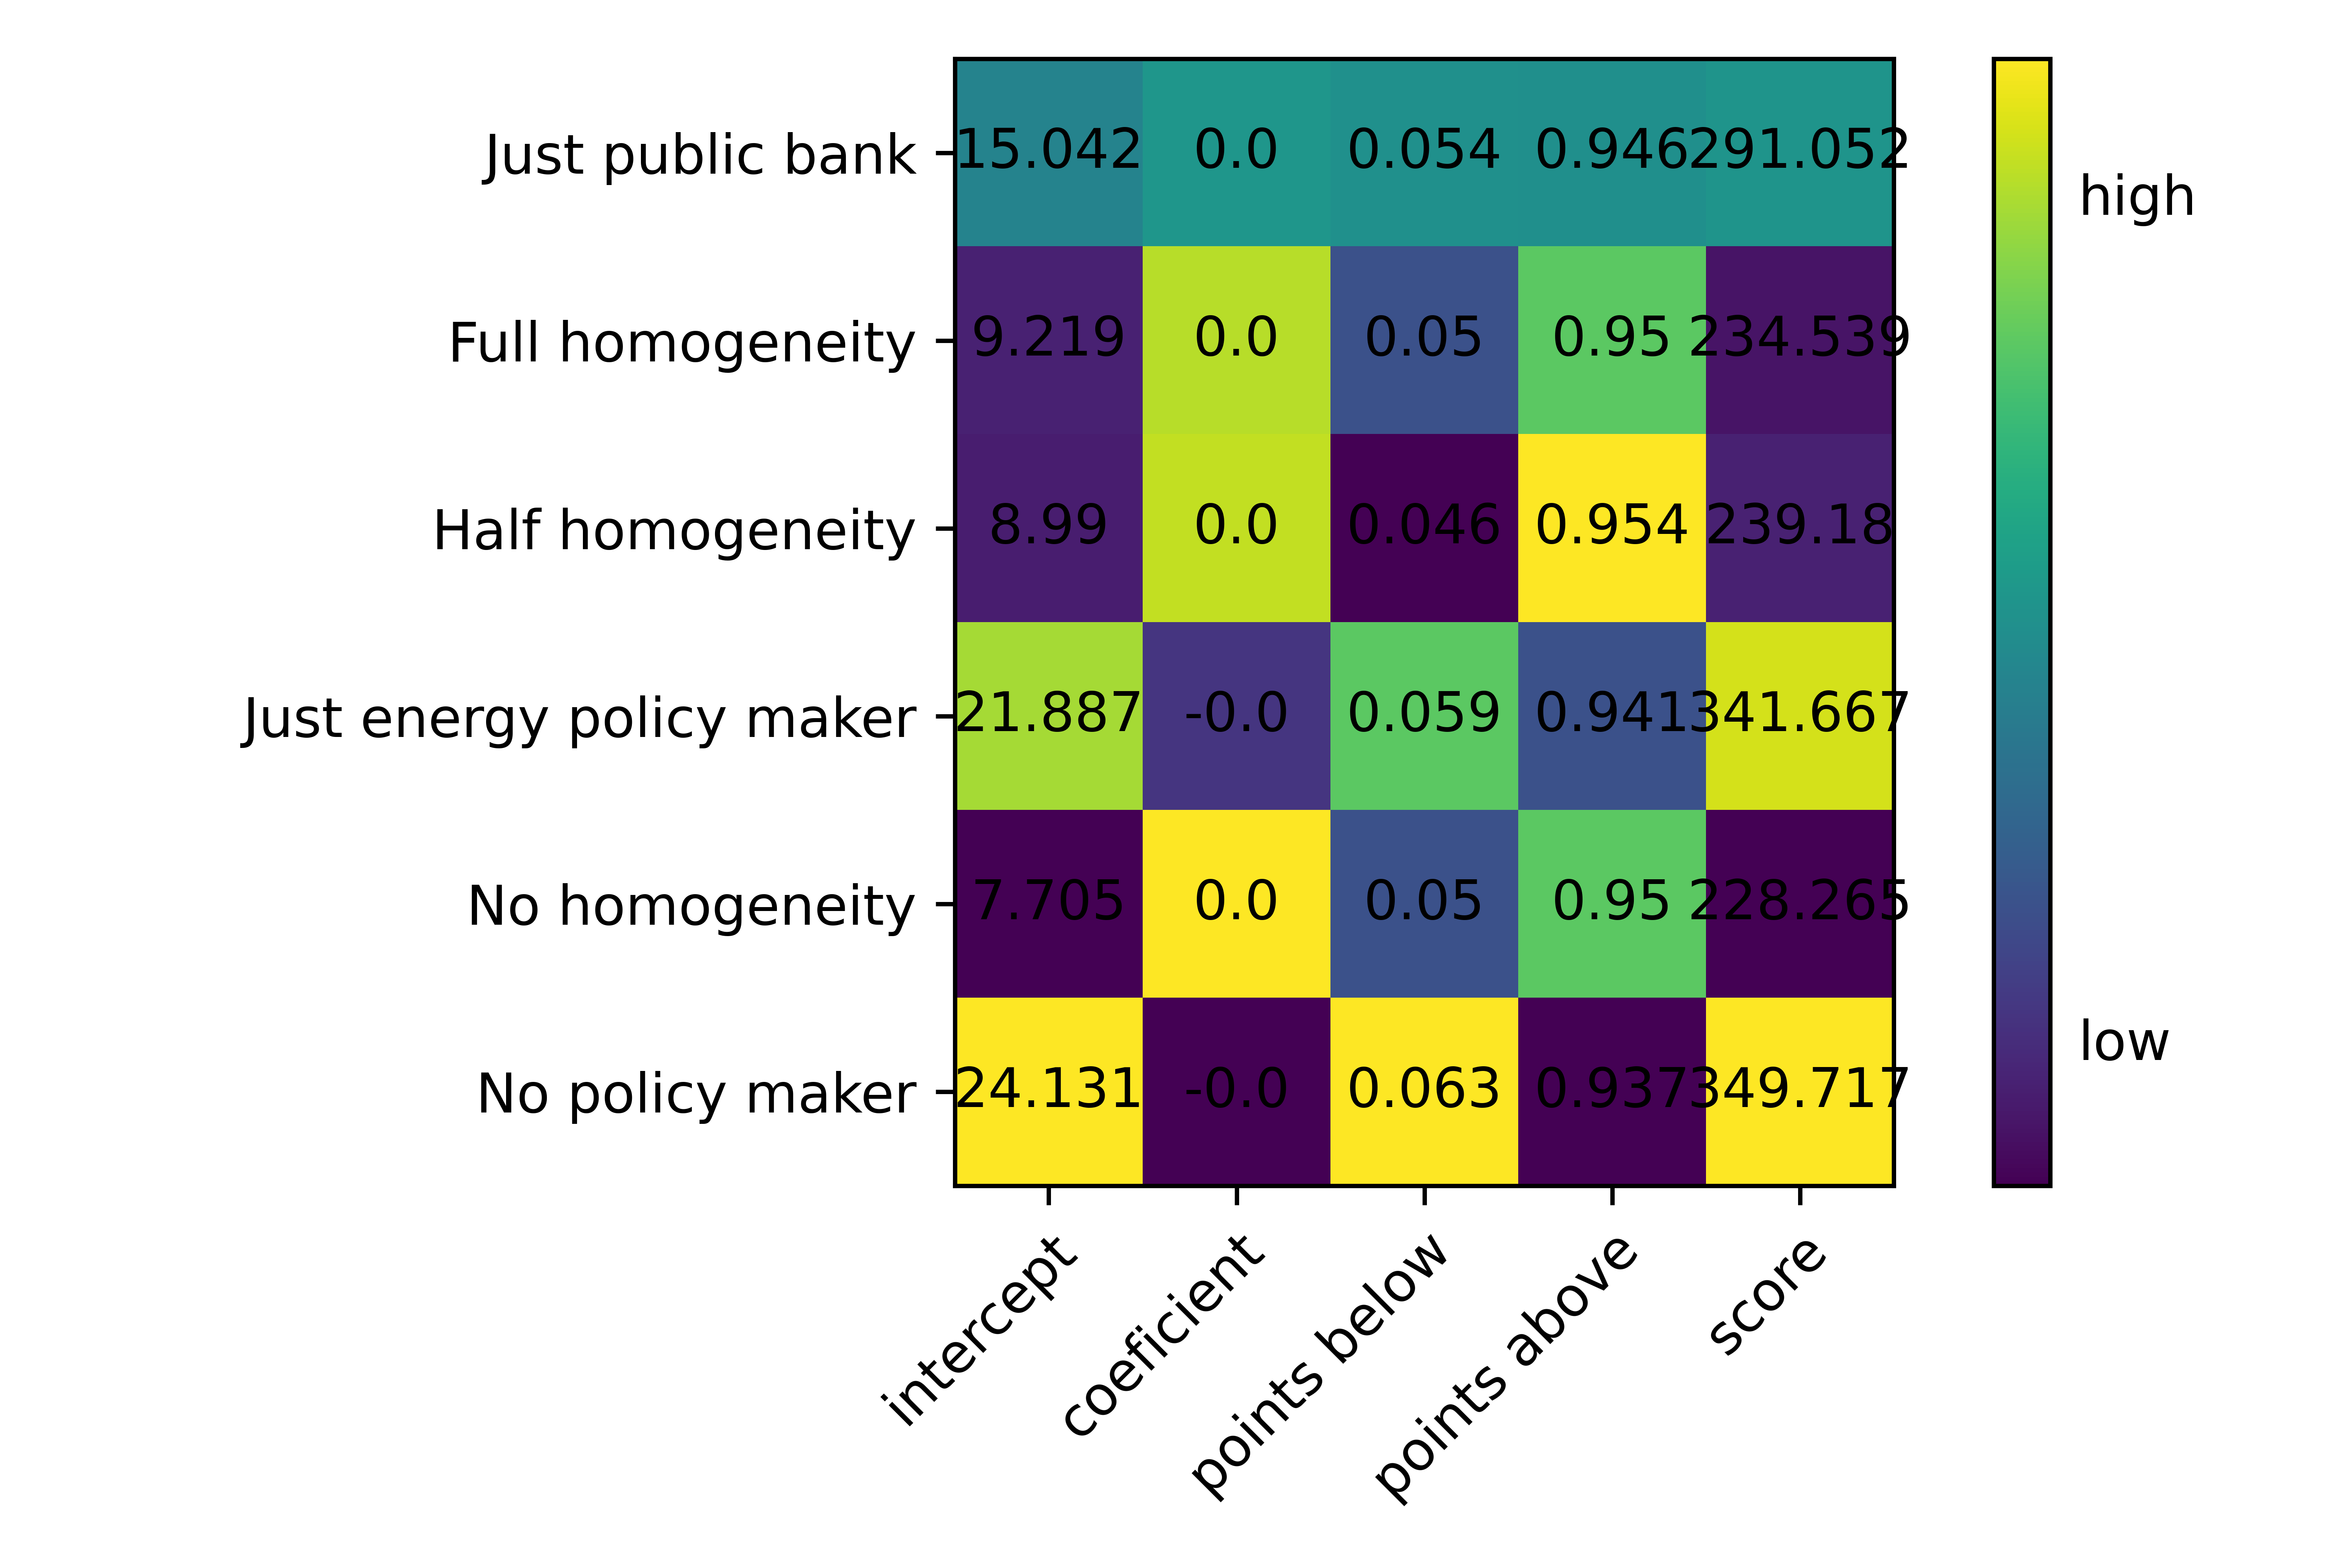 Just public bank 15.042 0.0 0.054 0.946 291.052
high
Full homogeneity 9.219 0.0 0.05 0.95 234.539
Half homogeneity 8.99 0.0 0.046 0.954 239.18
Just energy policy maker 21.887 -0.0 0.059 0.941 341.667
No homogeneity 7.705 0.0 0.05 0.95 228.265
low
No policy maker 24.131 -0.0 0.063 0.937 349.717
intercept
coeficient
points below
points above
score